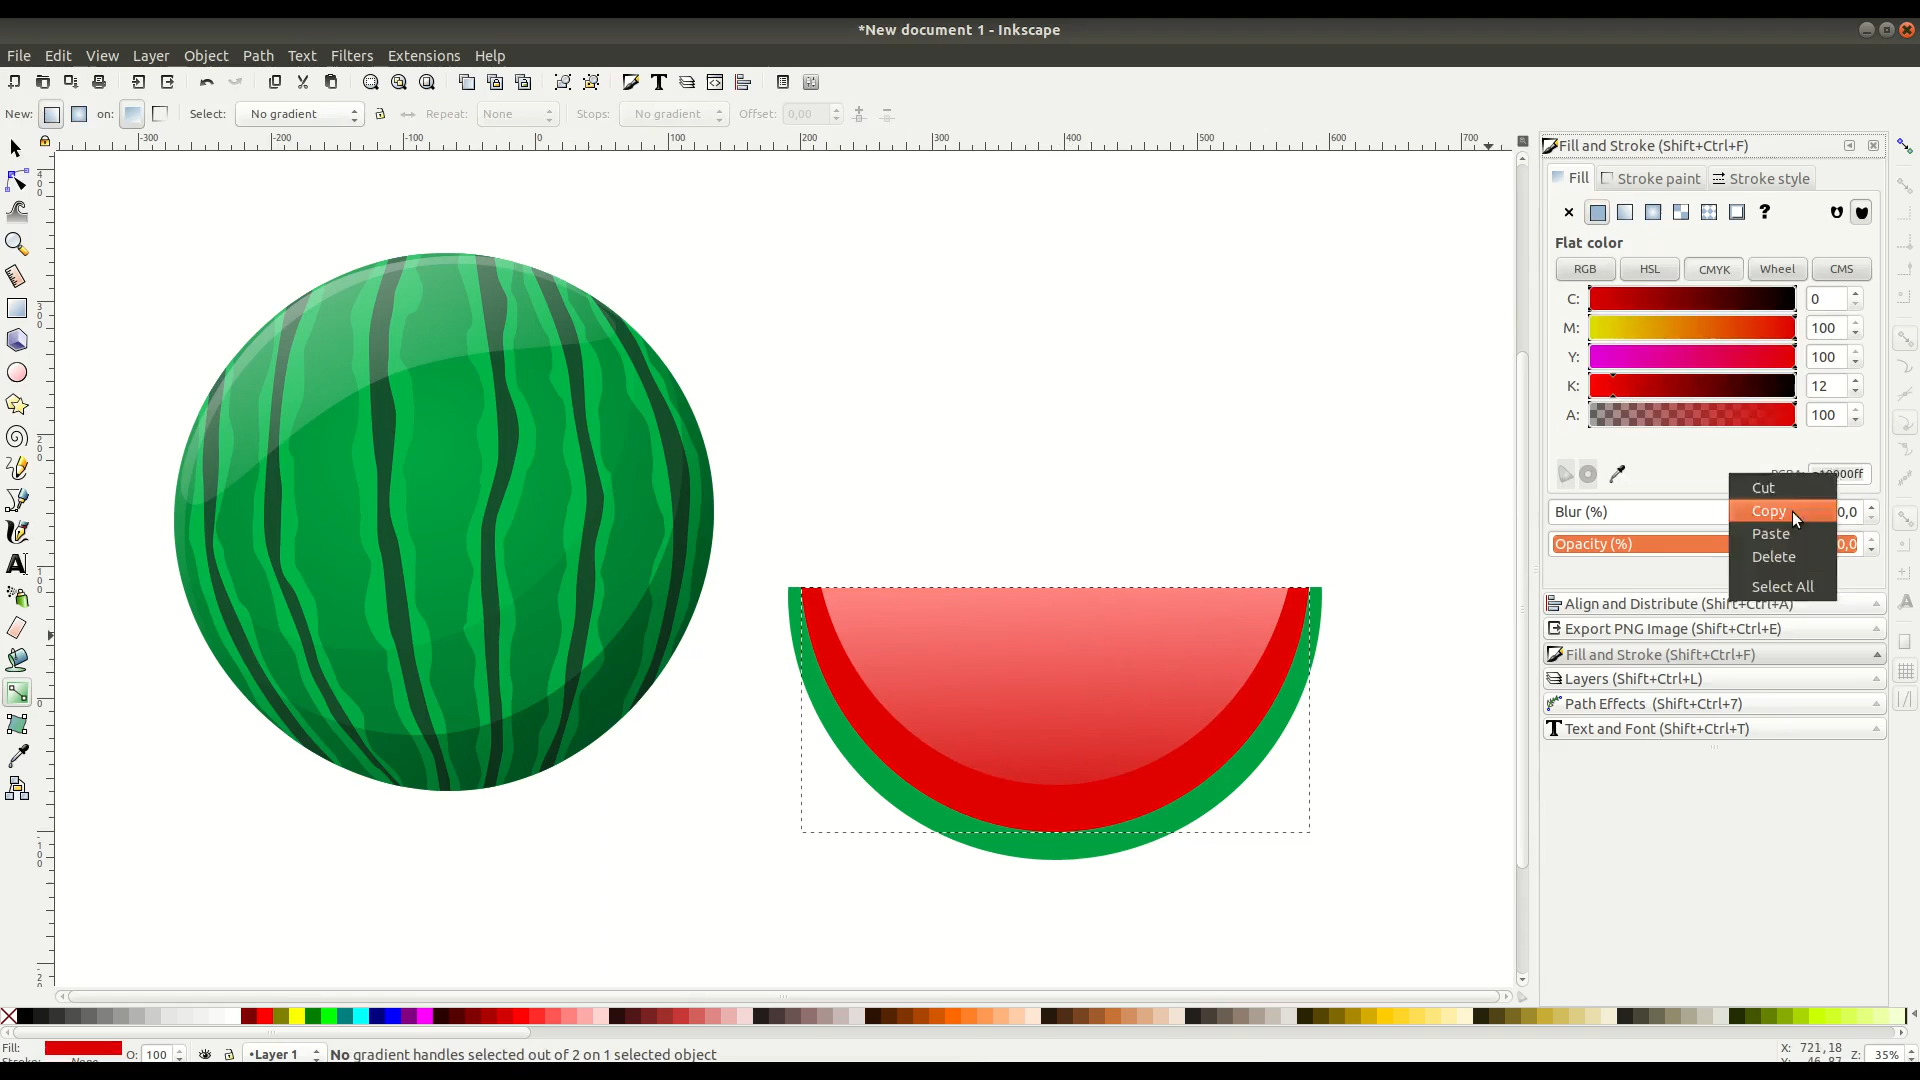 *New document 1 - Inkscape
File Edit View Layer Object Path Text Filters Extensions Help
New: on: Select: No gradient Repeat: None Stops: No gradient Offset: 0,00
-300 -200 -100 0 100 200 300 400 500 600 700
Fill and Stroke (Shift+Ctrl+F)
Fill Stroke paint Stroke style
Flat color
RGB HSL CMYK Wheel CMS
C: 0
M: 100
Y: 100
K: 12
A: 100
Cut
Blur (%) Copy 0,0
Paste
Opacity (%) 0,0
Delete
Select All
Align and Distribute (Shift+Ctrl+A)
Export PNG Image (Shift+Ctrl+E)
Fill and Stroke (Shift+Ctrl+F)
Layers (Shift+Ctrl+L)
Path Effects (Shift+Ctrl+7)
Text and Font (Shift+Ctrl+T)
Fill: O: 100 •Layer 1 No gradient handles selected out of 2 on 1 selected object X: 721,18 Z: 35%